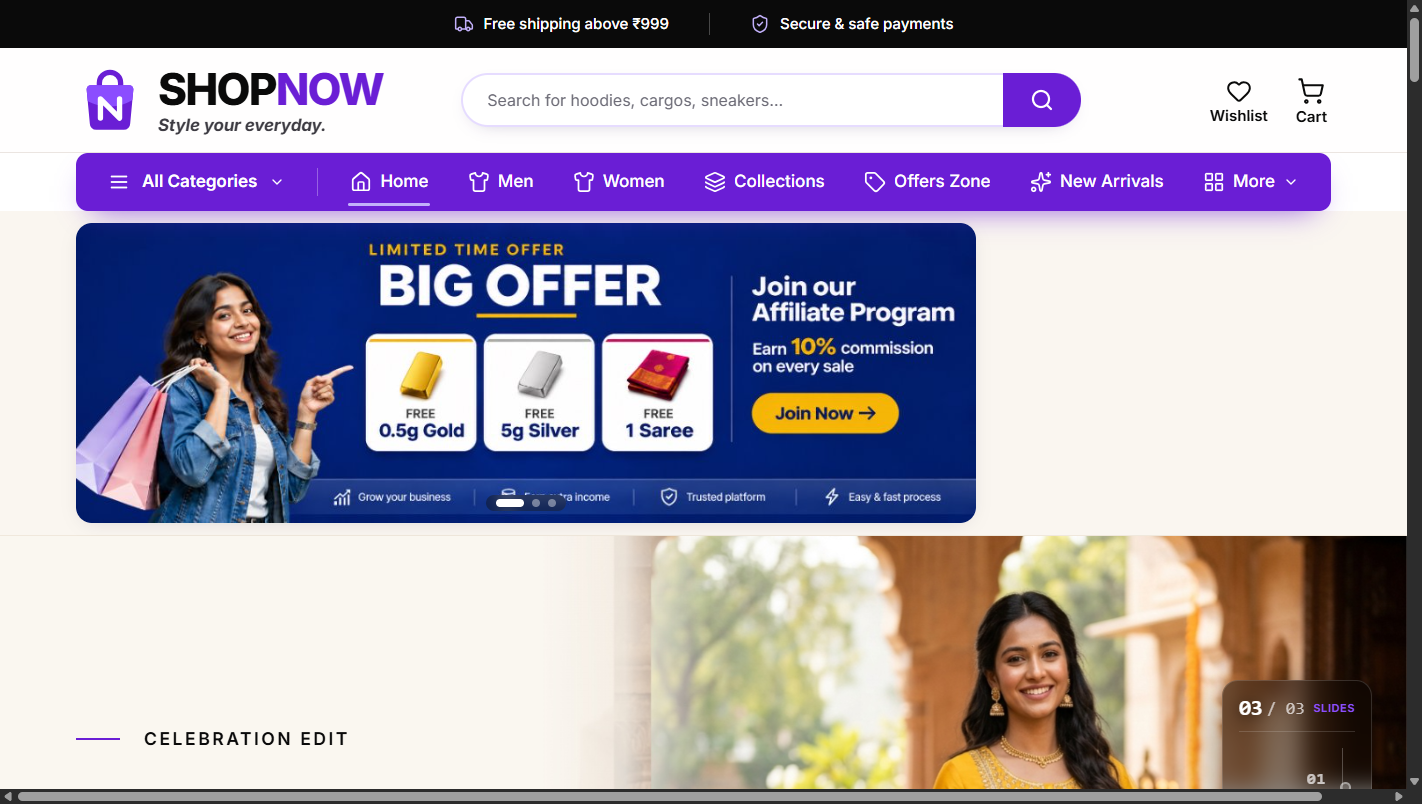 Free shipping above ₹999
Secure & safe payments
N
SHOPNOW
Style your everyday.
Search for hoodies, cargos, sneakers...
Wishlist
Cart
All Categories
Home
Men
Women
Collections
Offers Zone
New Arrivals
More
LIMITED TIME OFFER
BIG OFFER
FREE
0.5g Gold
FREE
5g Silver
FREE
1 Saree
Join our
Affiliate Program
Earn 10% commission
on every sale
Join Now →
Grow your business
income
Trusted platform
Easy & fast process
CELEBRATION EDIT
03 / 03 SLIDES
01